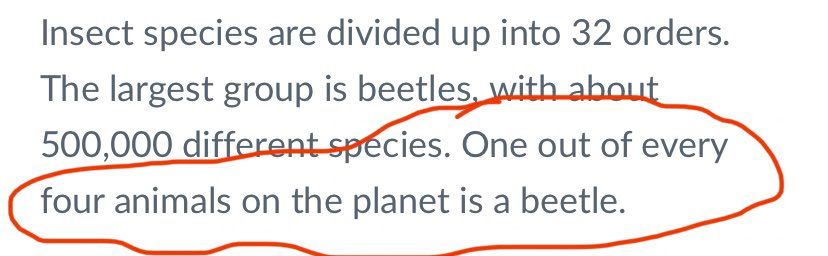 Insect species are divided up into 32 orders.
The largest group is beetles, with about
500,000 different species. One out of every
four animals on the planet is a beetle.